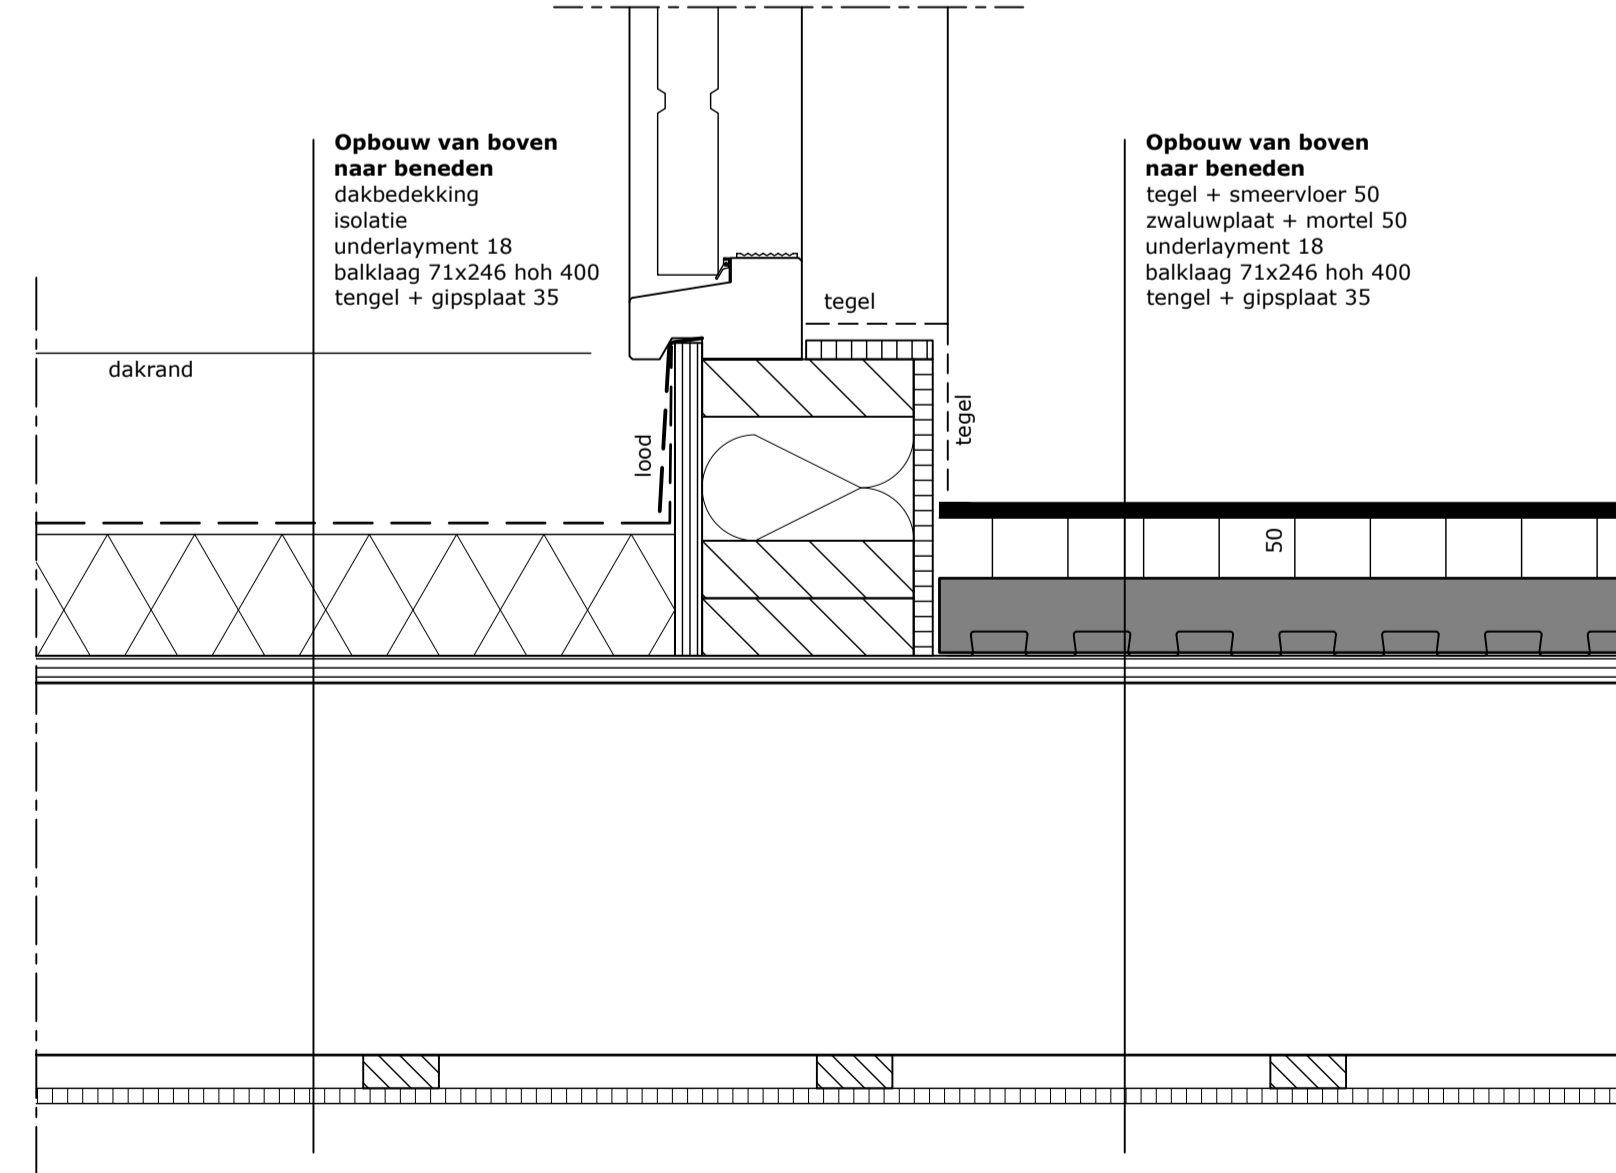 Opbouw van boven
naar beneden
dakbedekking
isolatie
underlayment 18
balklaag 71x246 hoh 400
tengel + gipsplaat 35
Opbouw van boven
naar beneden
tegel + smeervloer 50
zwaluwplaat + mortel 50
underlayment 18
balklaag 71x246 hoh 400
tengel + gipsplaat 35
tegel
dakrand
lood
tegel
50